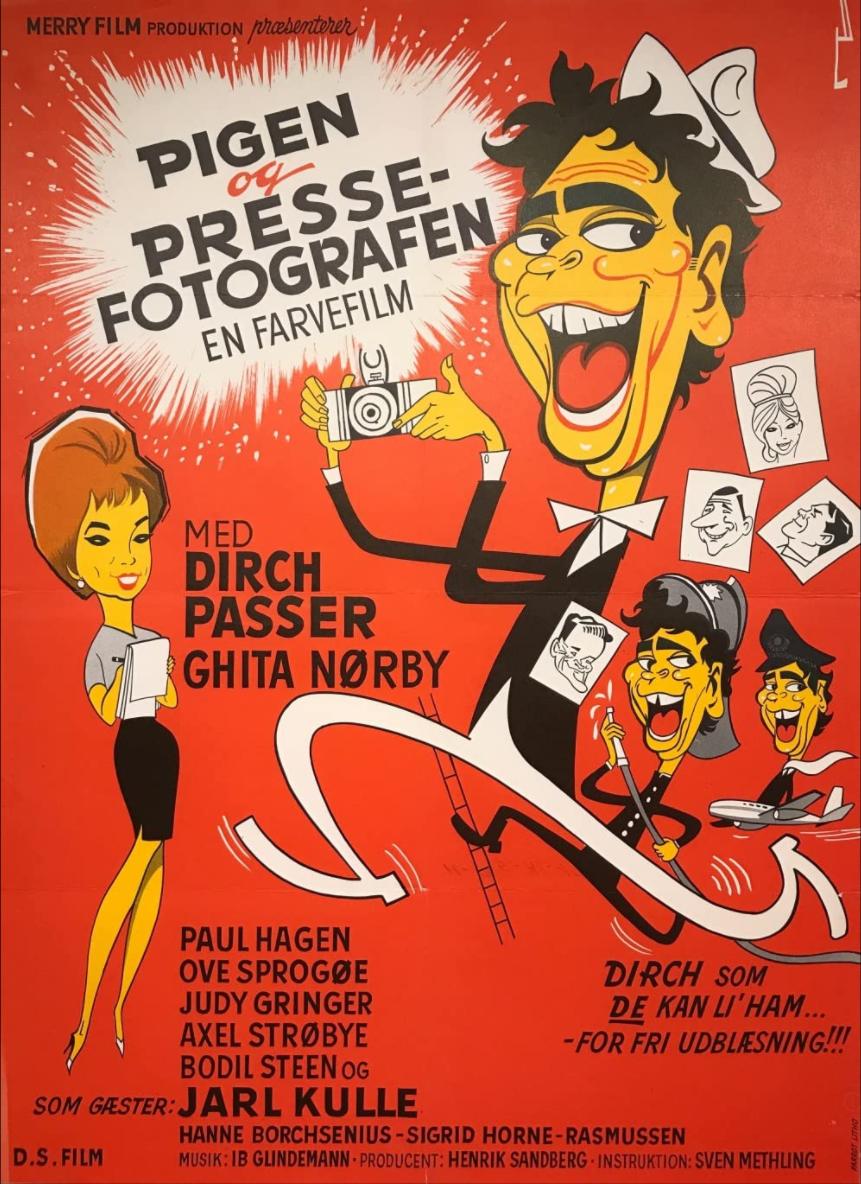 MERRY FILM PRODUKTION præsenterer
PIGEN
og
PRESSE-
FOTOGRAFEN
EN FARVEFILM
MED
DIRCH
PASSER
GHITA NØRBY
PAUL HAGEN
OVE SPROGØE
JUDY GRINGER
AXEL STRØBYE
BODIL STEEN OG
SOM GÆSTER: JARL KULLE
HANNE BORCHSENIUS - SIGRID HORNE - RASMUSSEN
MUSIK: IB GLINDEMANN · PRODUCENT: HENRIK SANDBERG · INSTRUKTION: SVEN METHLING
D.S. FILM
DIRCH SOM
DE KAN LI' HAM...
- FOR FRI UDBLÆSNING!!!